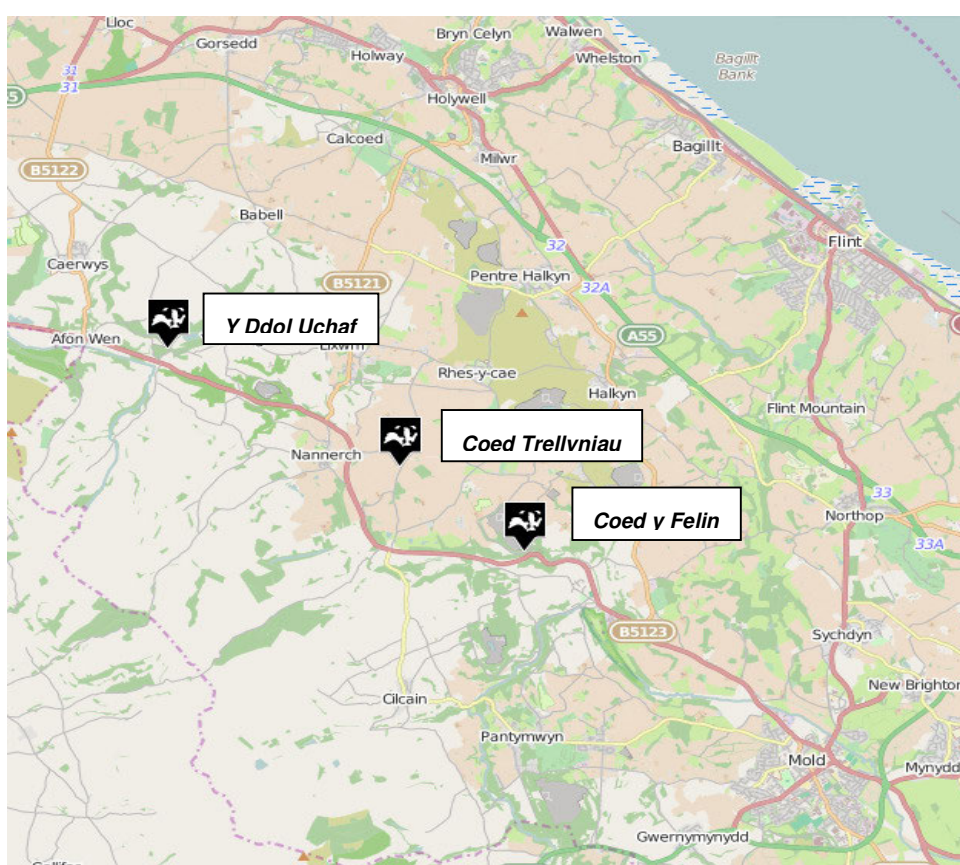 Lloc
Gorsedd
Bryn Celyn
Walwen
Holway
Whelston
Bagillt
Bank
31
31
Holywell
Calcoed
Milwr
Bagillt
B5122
Babell
32
Flint
Caerwys
B5121
Pentre Halkyn
32A
Y Ddol Uchaf
A55
Afon Wen
Rhes-y-cae
Halkyn
Flint Mountain
Coed Trellyniau
Nannerch
Coed y Felin
33
Northop
33A
B5123
Sychdyn
New Brighton
Cilcain
Pantymwyn
Mold
Mynydd
Gwernymynydd